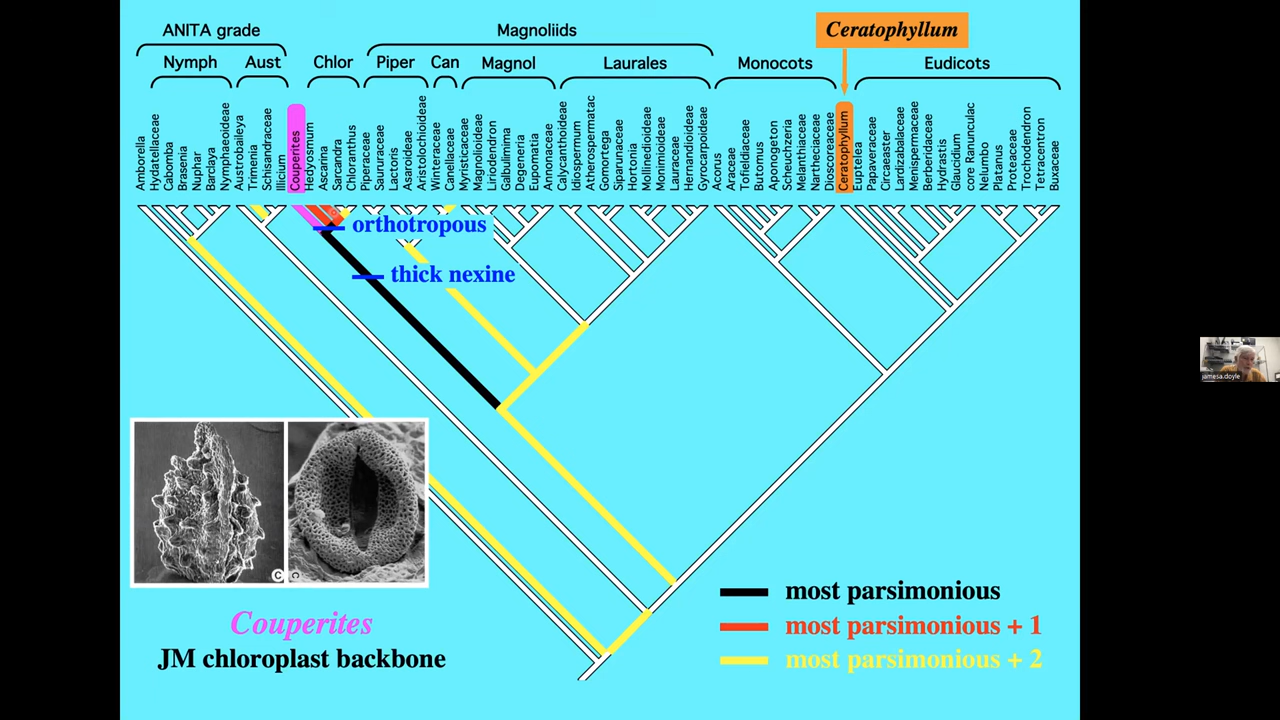 Ceratophyllum
ANITA grade
Magnoliids
Nymph
Aust
Chlor
Piper
Can
Magnol
Laurales
Monocots
Eudicots
Amborella
Hydatellaceae
Cabomba
Brasenia
Nuphar
Barclaya
Nymphaeoideae
Austrobaileya
Trimenia
Schisandraceae
Illicium
Couperites
Hedyosmum
Ascarina
Sarcandra
Chloranthus
Piperaceae
Saururaceae
Lactoris
Asaroideae
Aristolochioideae
Winteraceae
Canellaceae
Myristicaceae
Magnolioideae
Liriodendron
Galbulimima
Degeneria
Eupomatia
Annonaceae
Calycanthoideae
Idiospermum
Atherospermatac
Gomortega
Siparunaceae
Hortonia
Mollinedioideae
Monimioideae
Lauraceae
Hernandioideae
Gyrocarpoideae
Acorus
Araceae
Tofieldiaceae
Butomus
Aponogeton
Scheuchzeria
Melanthiaceae
Nartheciaceae
Dioscoreaceae
Ceratophyllum
Euptelea
Papaveraceae
Circaeaster
Lardizabalaceae
Menispermaceae
Berberidaceae
Hydrastis
Glaucidium
core Ranunculac
Nelumbo
Platanus
Proteaceae
Trochodendron
Tetracentron
Buxaceae
orthotropous
thick nexine
jamesa.doyle
most parsimonious
most parsimonious + 1
most parsimonious + 2
Couperites
JM chloroplast backbone